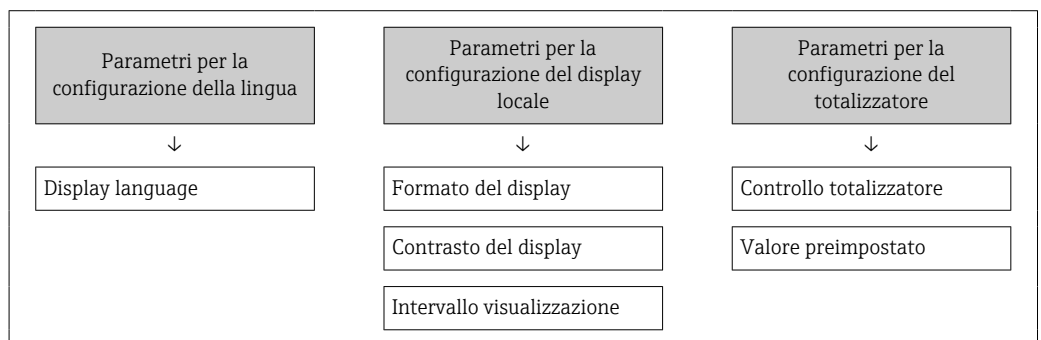 Parametri per la
configurazione della lingua
↓
Display language
Parametri per la
configurazione del display
locale
↓
Formato del display
Contrasto del display
Intervallo visualizzazione
Parametri per la
configurazione del
totalizzatore
↓
Controllo totalizzatore
Valore preimpostato